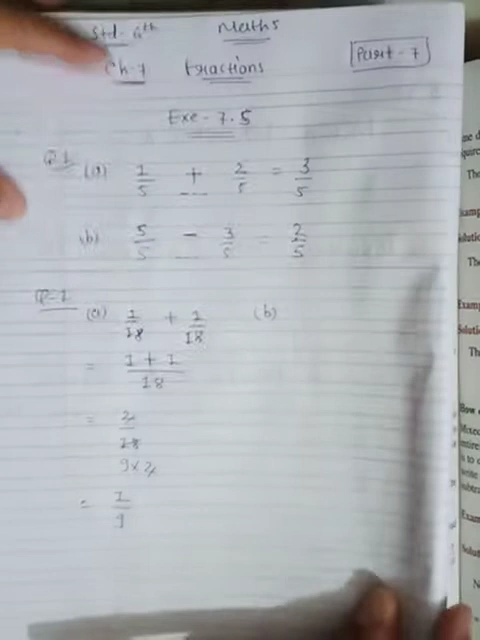 Std- 6th Maths
Ch-7 Fractions Part-7
Exe-7.5
Q.1 (a) 1/5 + 2/5 = 3/5
(b) 5/5 - 3/5 = 2/5
Q-2
(a) 1/18 + 1/18 (b)
= 1+1/18
= 2/18
9×2
= 1/9